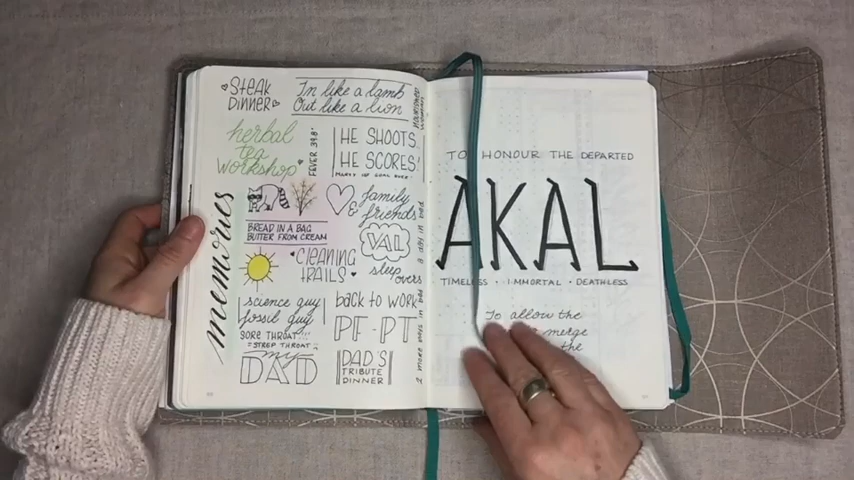 STEAK
DINNER
In like a lamb
Out like a lion
herbal
tea
workshop
FEVER 39.8°
HE SHOOTS
HE SCORES!
memories
family
& friends
BREAD IN A BAG
BUTTER FROM CREAM
VAL
CLEANING
TRAILS
sleep
overs
science guy
fossil guy
back to work
SORE THROAT
STREP THROAT
PF-PT
my
DAD
DAD'S
TRIBUTE
DINNER
TO HONOUR THE DEPARTED
AKAL
TIMELESS · IMMORTAL · DEATHLESS
To allow the
merge
the